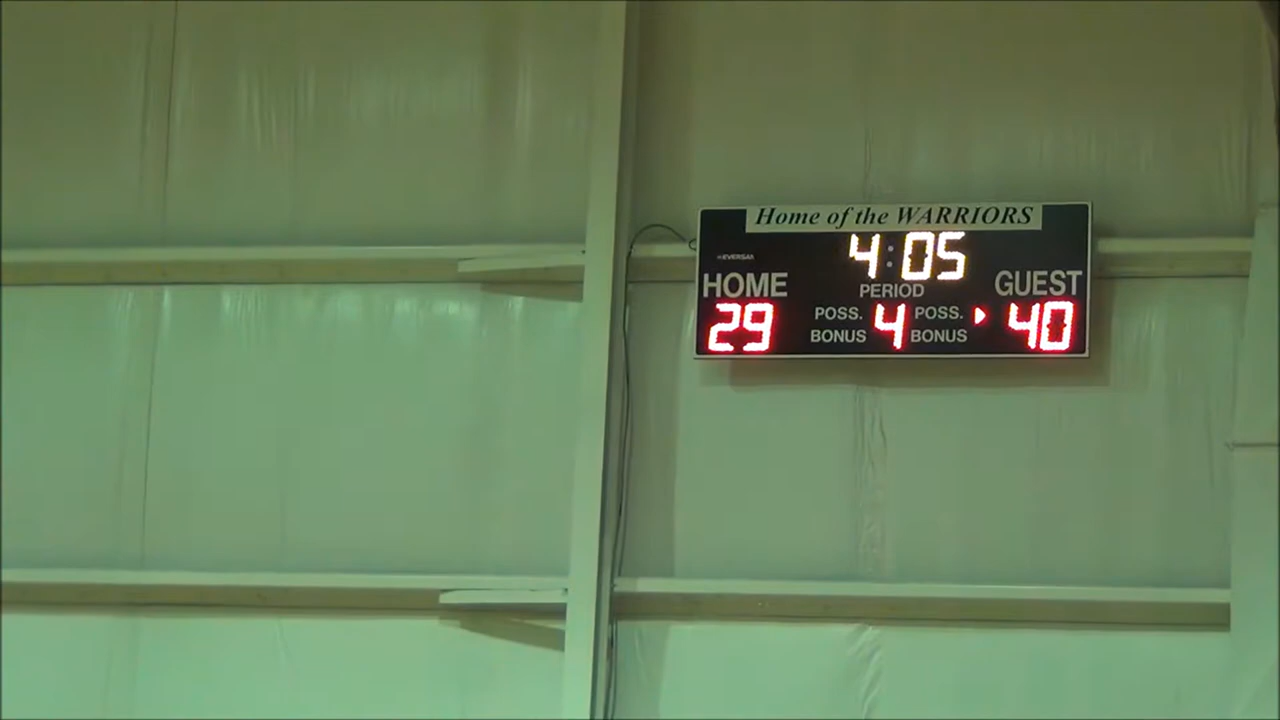 Home of the WARRIORS
4:05
HOME PERIOD GUEST
29 POSS. 4 POSS. 40
BONUS BONUS